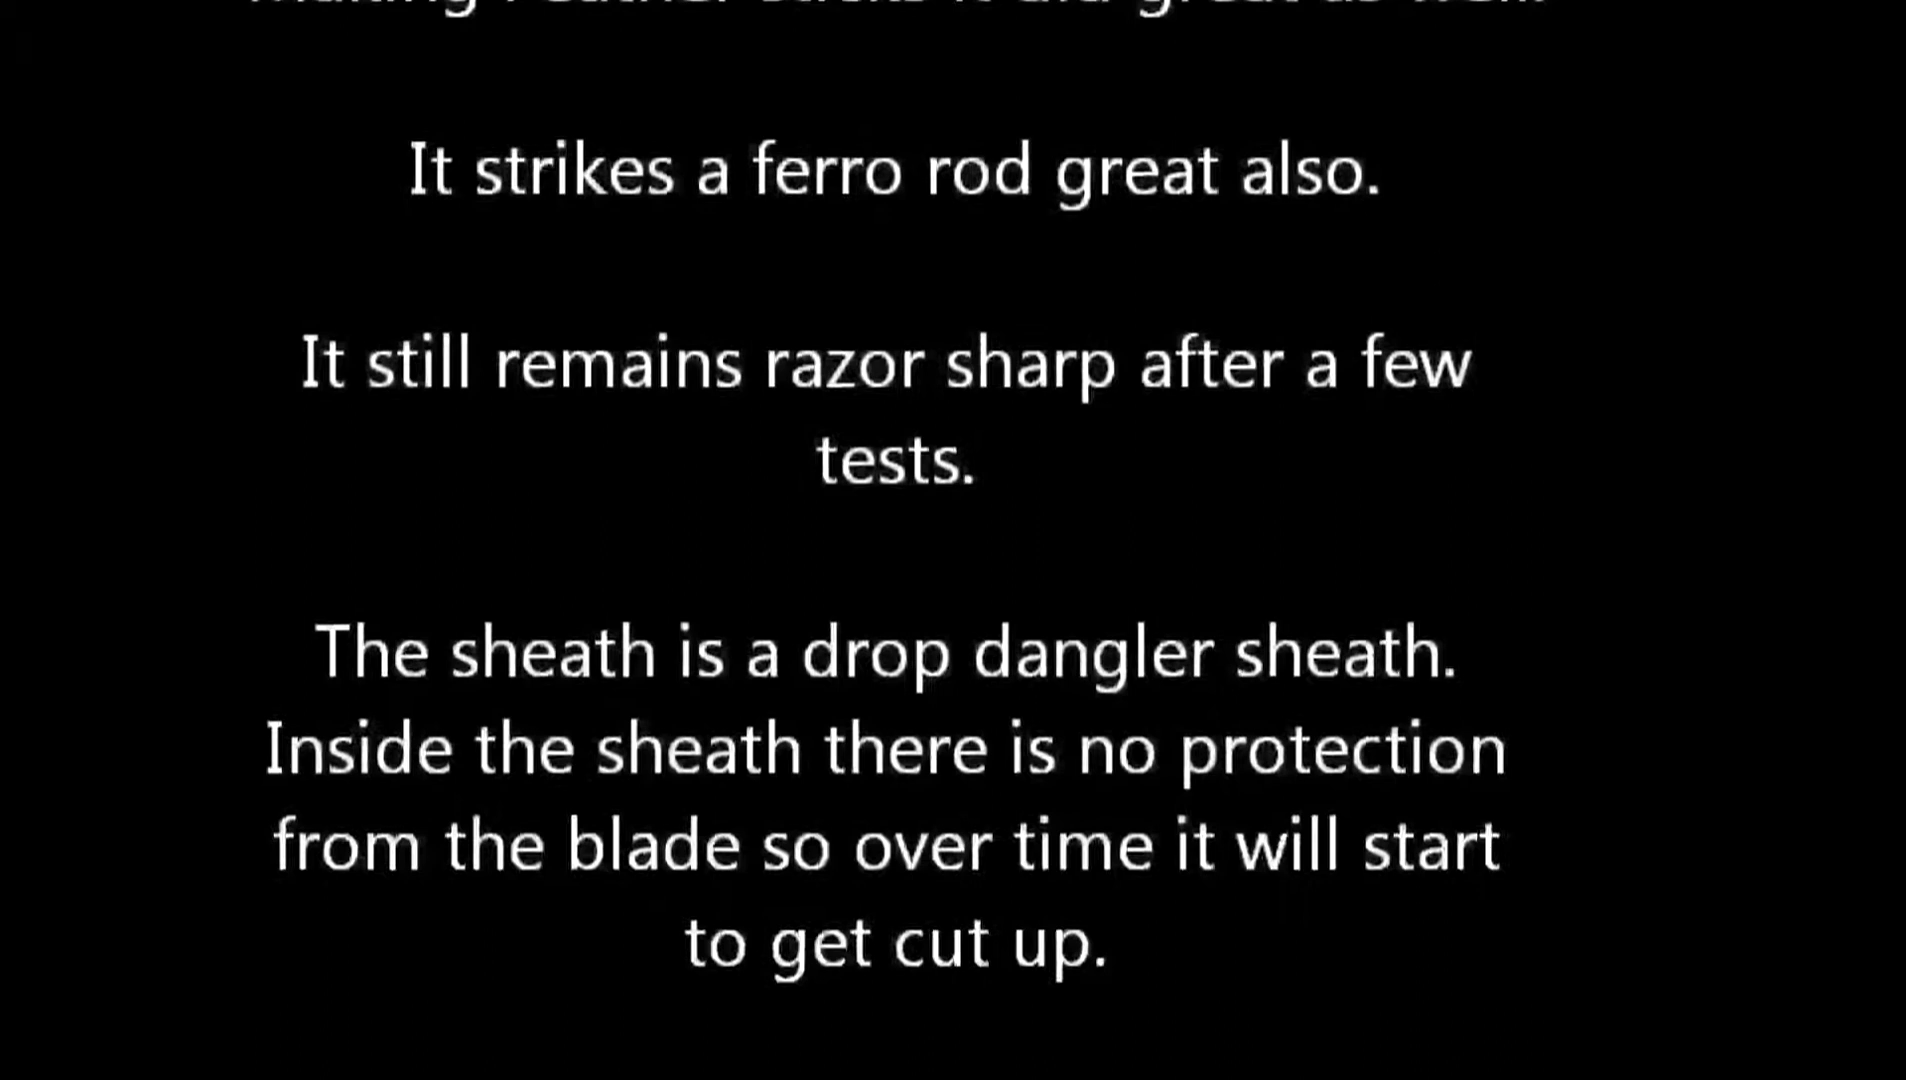 It strikes a ferro rod great also.
It still remains razor sharp after a few
tests.
The sheath is a drop dangler sheath.
Inside the sheath there is no protection
from the blade so over time it will start
to get cut up.